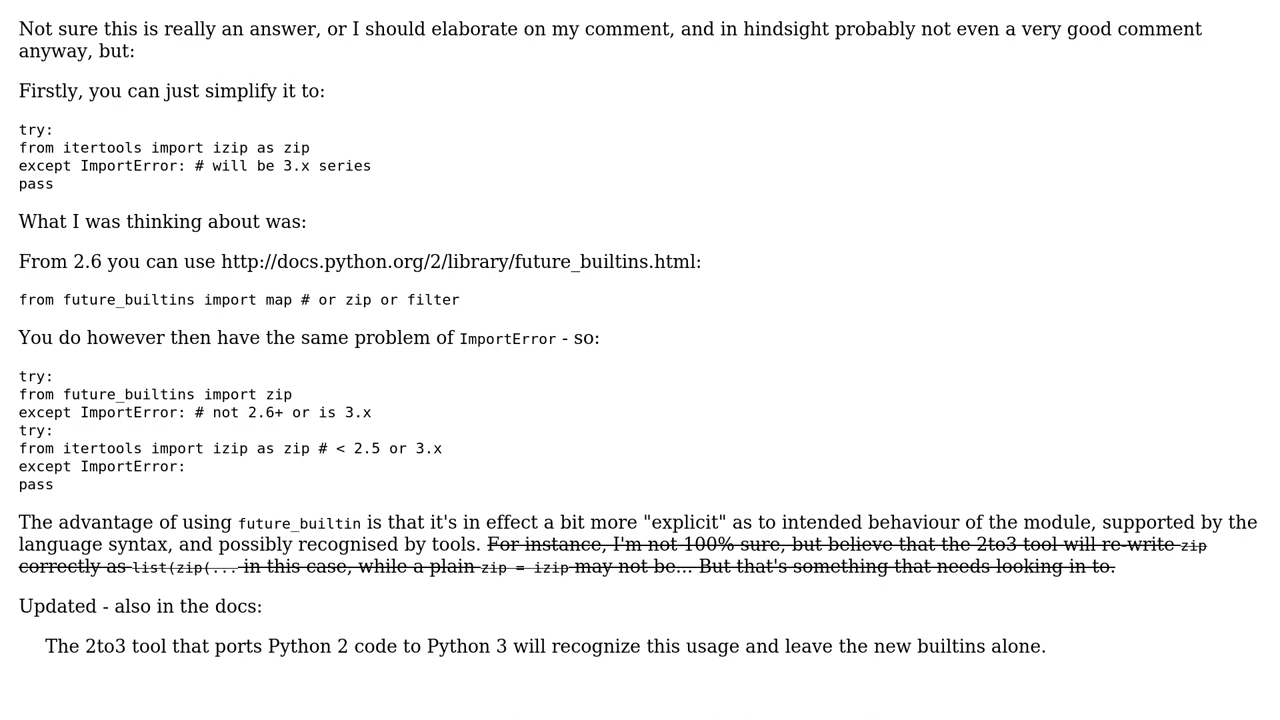 Not sure this is really an answer, or I should elaborate on my comment, and in hindsight probably not even a very good comment
anyway, but:
Firstly, you can just simplify it to:
try:
from itertools import izip as zip
except ImportError: # will be 3.x series
pass
What I was thinking about was:
From 2.6 you can use http://docs.python.org/2/library/future_builtins.html:
from future_builtins import map # or zip or filter
You do however then have the same problem of ImportError - so:
try:
from future_builtins import zip
except ImportError: # not 2.6+ or is 3.x
try:
from itertools import izip as zip # < 2.5 or 3.x
except ImportError:
pass
The advantage of using future_builtin is that it's in effect a bit more "explicit" as to intended behaviour of the module, supported by the
language syntax, and possibly recognised by tools. For instance, I'm not 100% sure, but believe that the 2to3 tool will re-write zip
correctly as list(zip(... in this case, while a plain zip = izip may not be... But that's something that needs looking in to.
Updated - also in the docs:
The 2to3 tool that ports Python 2 code to Python 3 will recognize this usage and leave the new builtins alone.